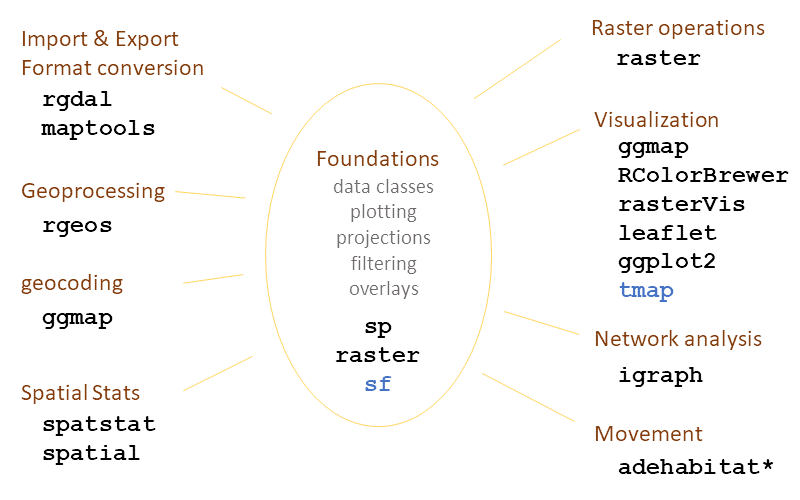 Import & Export
Format conversion
rgdal
maptools
Geoprocessing
rgeos
geocoding
ggmap
Spatial Stats
spatstat
spatial
Foundations
data classes
plotting
projections
filtering
overlays
sp
raster
sf
Raster operations
raster
Visualization
ggmap
RColorBrewer
rasterVis
leaflet
ggplot2
tmap
Network analysis
igraph
Movement
adehabitat*